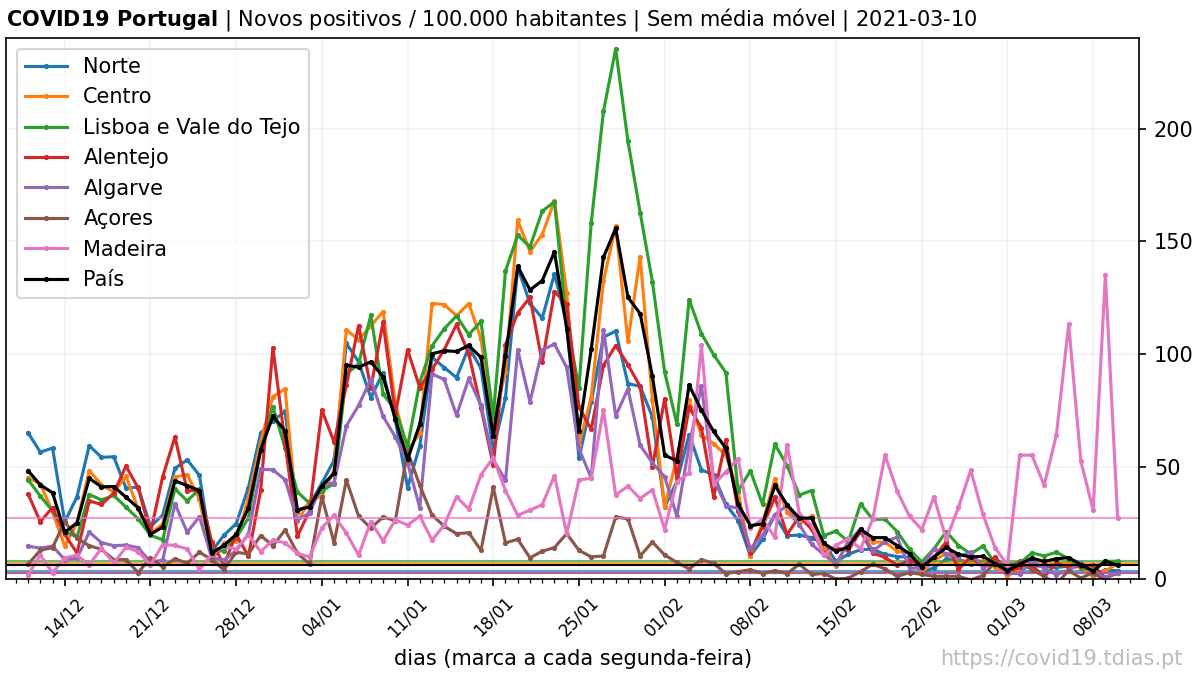 COVID19 Portugal | Novos positivos / 100.000 habitantes | Sem média móvel | 2021-03-10
Norte
Centro
Lisboa e Vale do Tejo
Alentejo
Algarve
Açores
Madeira
País
200
150
100
50
0
14/12
21/12
28/12
04/01
11/01
18/01
25/01
01/02
08/02
15/02
22/02
01/03
08/03
dias (marca a cada segunda-feira)
https://covid19.tdias.pt